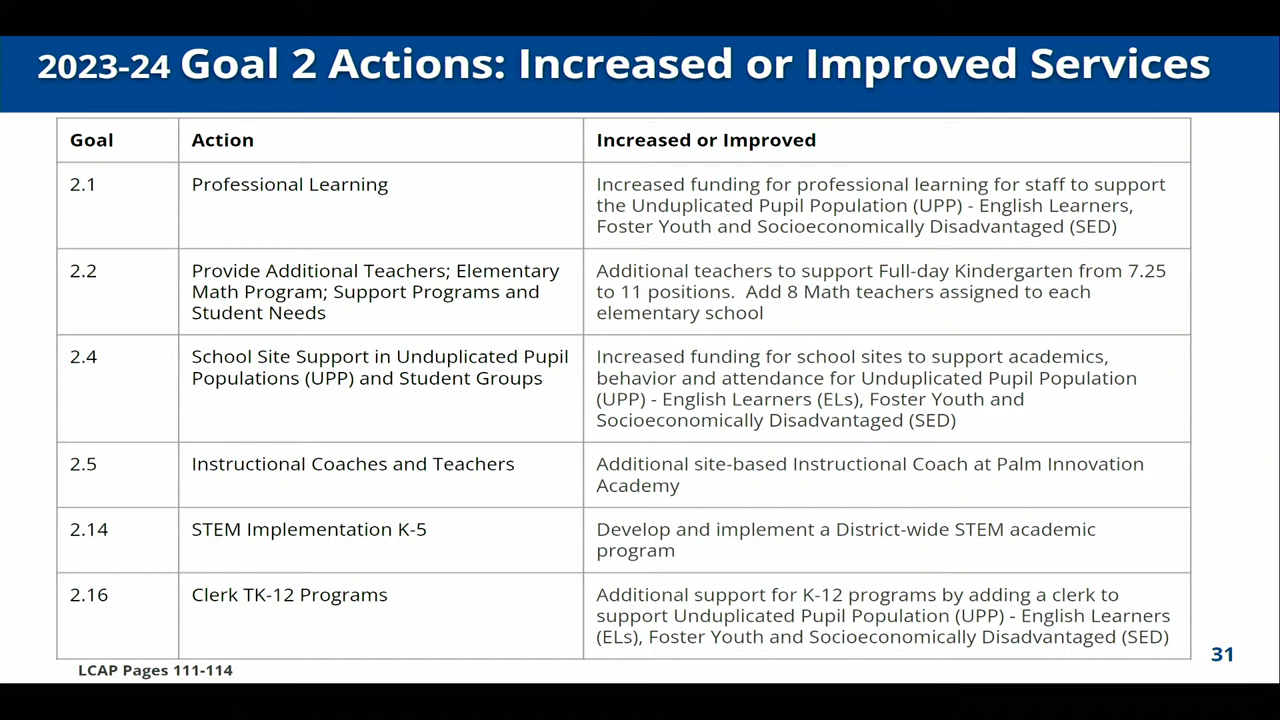 2023-24 Goal 2 Actions: Increased or Improved Services
Goal
Action
Increased or Improved
2.1
Professional Learning
Increased funding for professional learning for staff to support
the Unduplicated Pupil Population (UPP) - English Learners,
Foster Youth and Socioeconomically Disadvantaged (SED)
2.2
Provide Additional Teachers; Elementary
Math Program; Support Programs and
Student Needs
Additional teachers to support Full-day Kindergarten from 7.25
to 11 positions.  Add 8 Math teachers assigned to each
elementary school
2.4
School Site Support in Unduplicated Pupil
Populations (UPP) and Student Groups
Increased funding for school sites to support academics,
behavior and attendance for Unduplicated Pupil Population
(UPP) - English Learners (ELs), Foster Youth and
Socioeconomically Disadvantaged (SED)
2.5
Instructional Coaches and Teachers
Additional site-based Instructional Coach at Palm Innovation
Academy
2.14
STEM Implementation K-5
Develop and implement a District-wide STEM academic
program
2.16
Clerk TK-12 Programs
Additional support for K-12 programs by adding a clerk to
support Unduplicated Pupil Population (UPP) - English Learners
(ELs), Foster Youth and Socioeconomically Disadvantaged (SED)
31
LCAP Pages 111-114